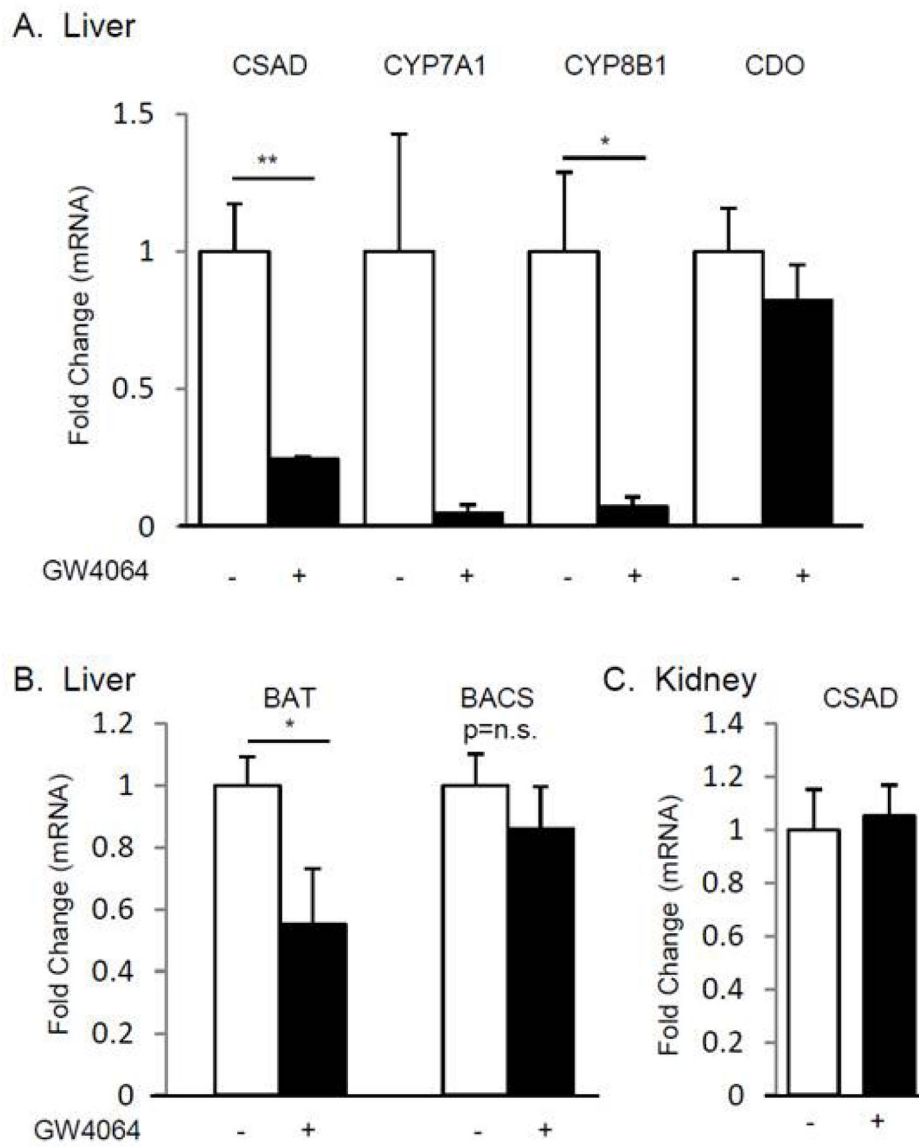 A. Liver
CSAD CYP7A1 CYP8B1 CDO
1.5
1
0.5
0
Fold Change (mRNA)
** *
GW4064 - + - + - + - +
B. Liver
BAT BACS
* p=n.s.
1.2
1
0.8
0.6
0.4
0.2
0
Fold Change (mRNA)
GW4064 - + - +
C. Kidney
CSAD
1.4
1.2
1
0.8
0.6
0.4
0.2
0
Fold Change (mRNA)
- +